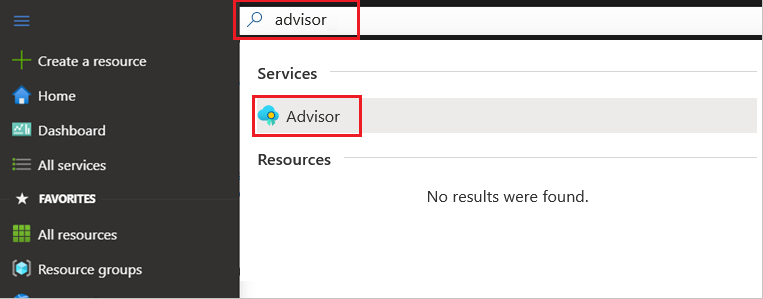 advisor
Create a resource
Home
Dashboard
All services
FAVORITES
All resources
Resource groups
Services
Advisor
Resources
No results were found.